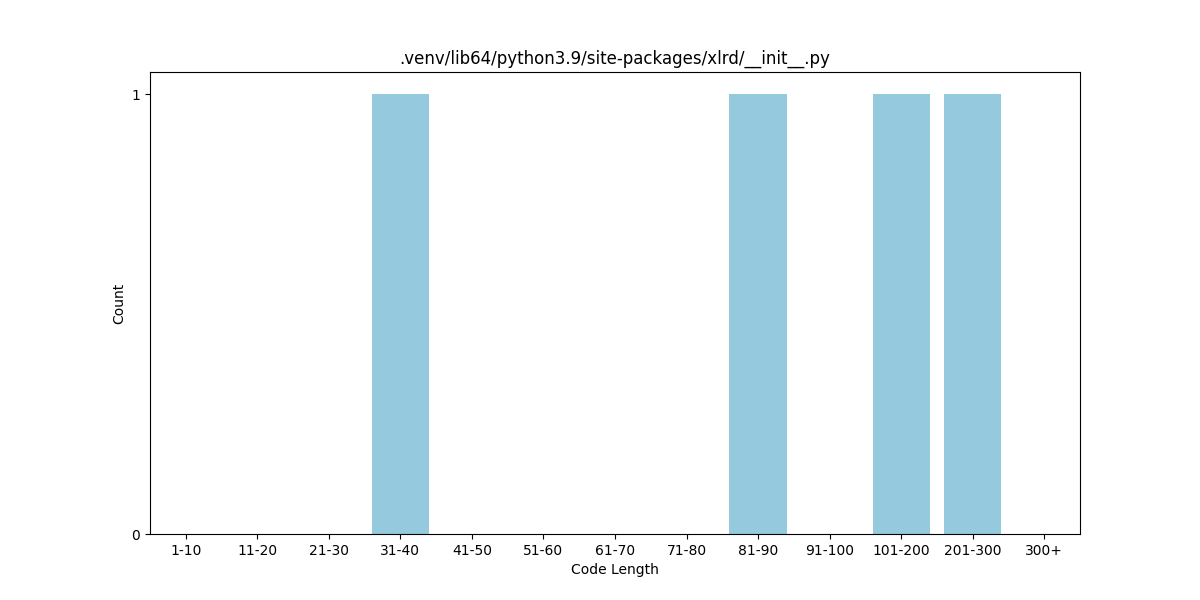 .venv/lib64/python3.9/site-packages/xlrd/__init__.py
1
0
Count
1-10 11-20 21-30 31-40 41-50 51-60 61-70 71-80 81-90 91-100 101-200 201-300 300+
Code Length